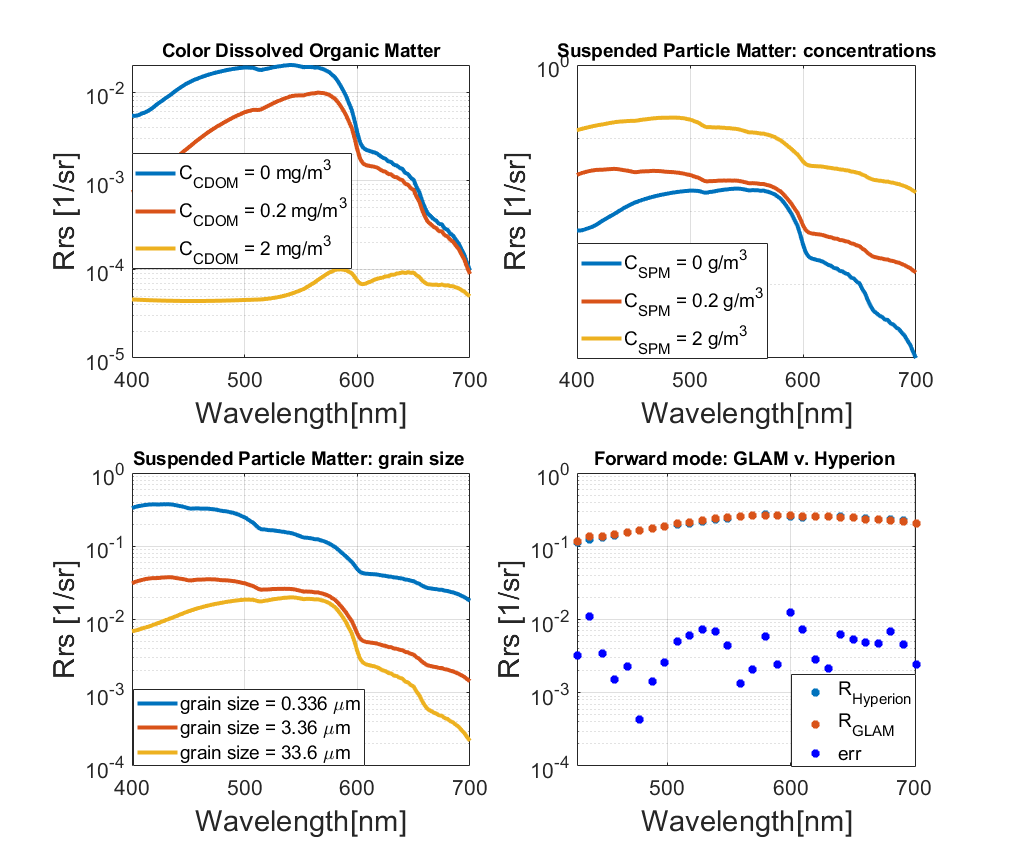 Color Dissolved Organic Matter
Rrs [1/sr]
10^-2
10^-3
10^-4
10^-5
C_CDOM = 0 mg/m^3
C_CDOM = 0.2 mg/m^3
C_CDOM = 2 mg/m^3
400 500 600 700
Wavelength[nm]
Suspended Particle Matter: concentrations
Rrs [1/sr]
10^0
C_SPM = 0 g/m^3
C_SPM = 0.2 g/m^3
C_SPM = 2 g/m^3
400 500 600 700
Wavelength[nm]
Suspended Particle Matter: grain size
Rrs [1/sr]
10^0
10^-1
10^-2
10^-3
10^-4
grain size = 0.336 μm
grain size = 3.36 μm
grain size = 33.6 μm
400 500 600 700
Wavelength[nm]
Forward mode: GLAM v. Hyperion
Rrs [1/sr]
10^0
10^-1
10^-2
10^-3
10^-4
R_Hyperion
R_GLAM
err
500 600 700
Wavelength[nm]